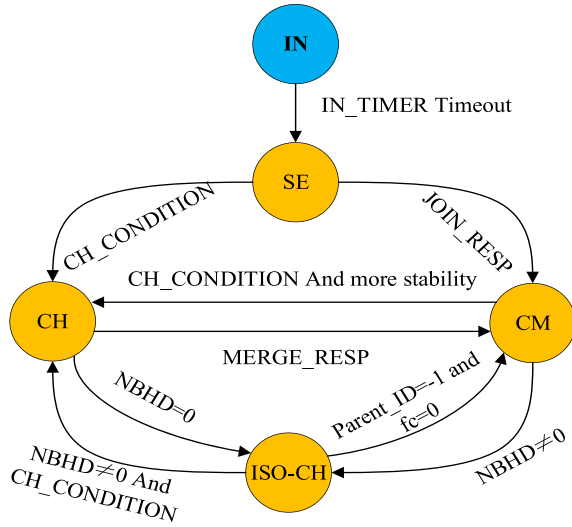 IN
IN_TIMER Timeout
SE
CH_CONDITION
JOIN_RESP
CH_CONDITION And more stability
CH
CM
MERGE_RESP
NBHD=0
Parent_ID=-1 and
fc=0
NBHD≠0
ISO-CH
NBHD≠0 And
CH_CONDITION